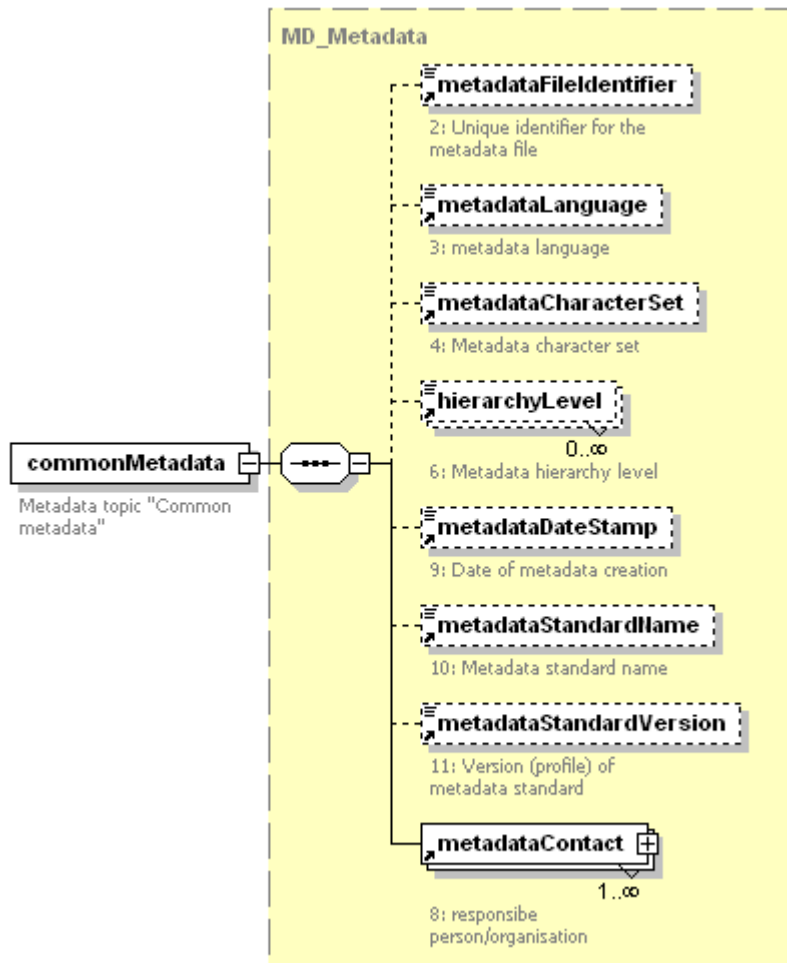 MD_Metadata
metadataFileIdentifier
2: Unique identifier for the
metadata file
metadataLanguage
3: metadata language
metadataCharacterSet
4: Metadata character set
hierarchyLevel
0..∞
6: Metadata hierarchy level
commonMetadata
Metadata topic "Common
metadata"
metadataDateStamp
9: Date of metadata creation
metadataStandardName
10: Metadata standard name
metadataStandardVersion
11: Version (profile) of
metadata standard
metadataContact
1..∞
8: responsibe
person/organisation